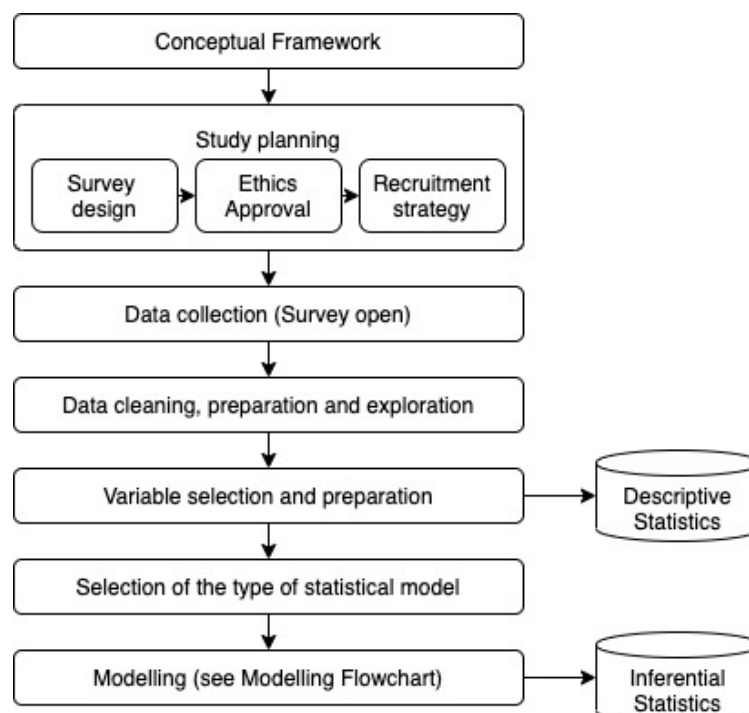 Conceptual Framework
Study planning
Survey
design
Ethics
Approval
Recruitment
strategy
Data collection (Survey open)
Data cleaning, preparation and exploration
Variable selection and preparation
Descriptive
Statistics
Selection of the type of statistical model
Modelling (see Modelling Flowchart)
Inferential
Statistics